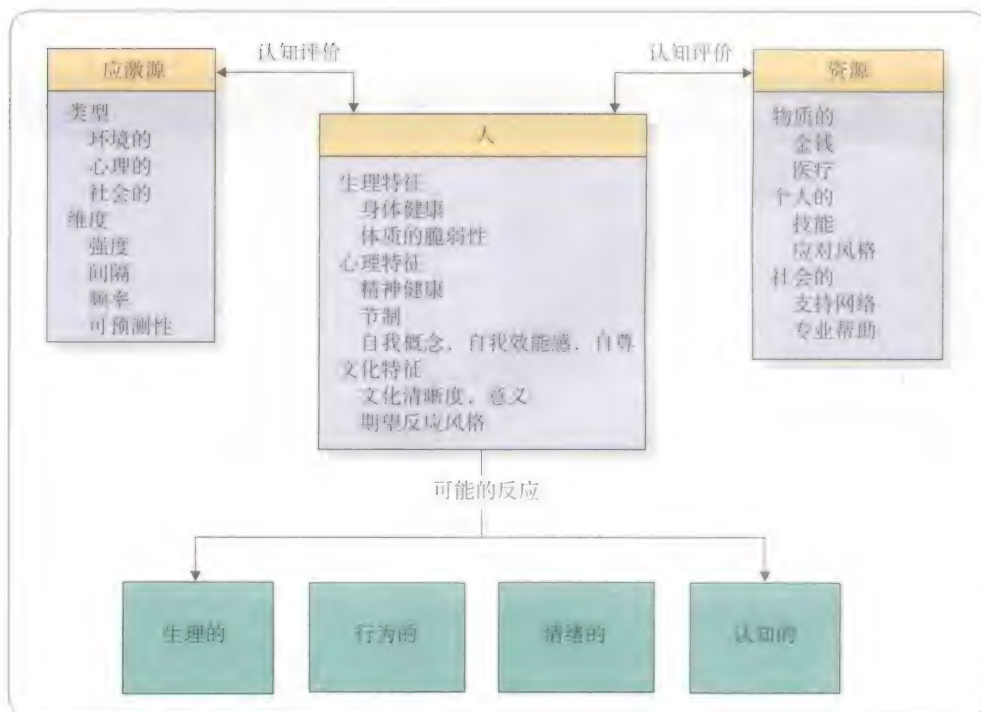 认知评价
认知评价
应激源
类型
环境的
心理的
社会的
维度
强度
间隔
频率
可预测性
人
生理特征
身体健康
体质的脆弱性
心理特征
精神健康
节制
自我概念、自我效能感、自尊
文化特征
文化清晰度、意义
期望反应风格
资源
物质的
金钱
医疗
个人的
技能
应对风格
社会的
支持网络
专业帮助
可能的反应
生理的
行为的
情绪的
认知的